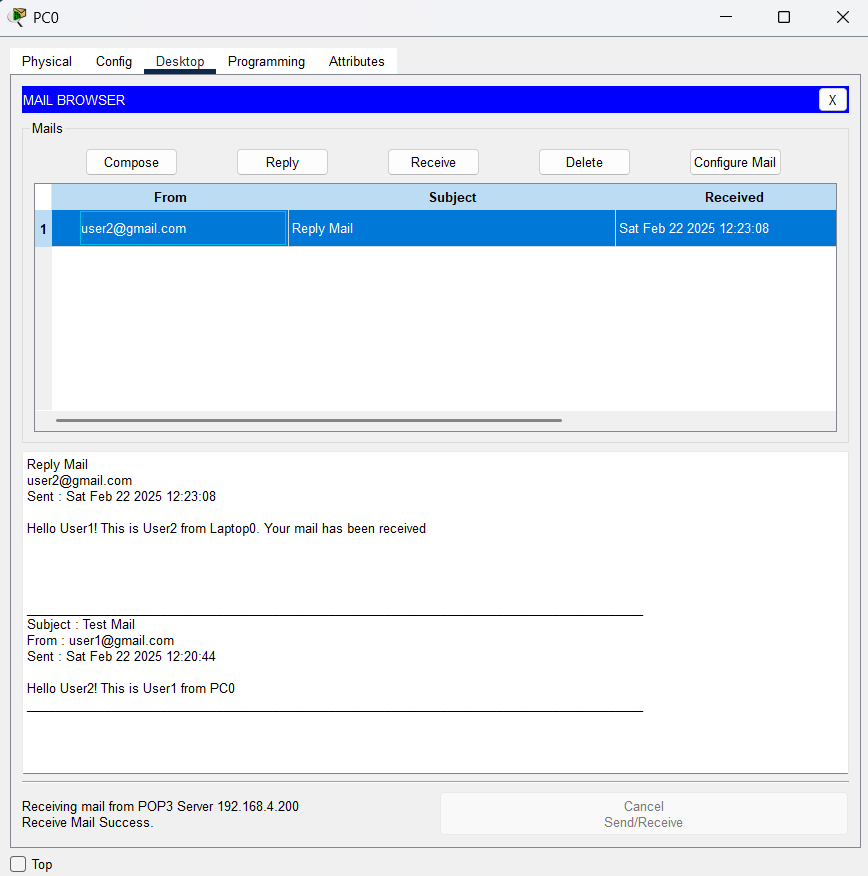 PC0
Physical Config Desktop Programming Attributes
MAIL BROWSER X
Mails
Compose Reply Receive Delete Configure Mail
From Subject Received
1 user2@gmail.com Reply Mail Sat Feb 22 2025 12:23:08
Reply Mail
user2@gmail.com
Sent : Sat Feb 22 2025 12:23:08
Hello User1! This is User2 from Laptop0. Your mail has been received
Subject : Test Mail
From : user1@gmail.com
Sent : Sat Feb 22 2025 12:20:44
Hello User2! This is User1 from PC0
Receiving mail from POP3 Server 192.168.4.200
Receive Mail Success.
Cancel
Send/Receive
Top